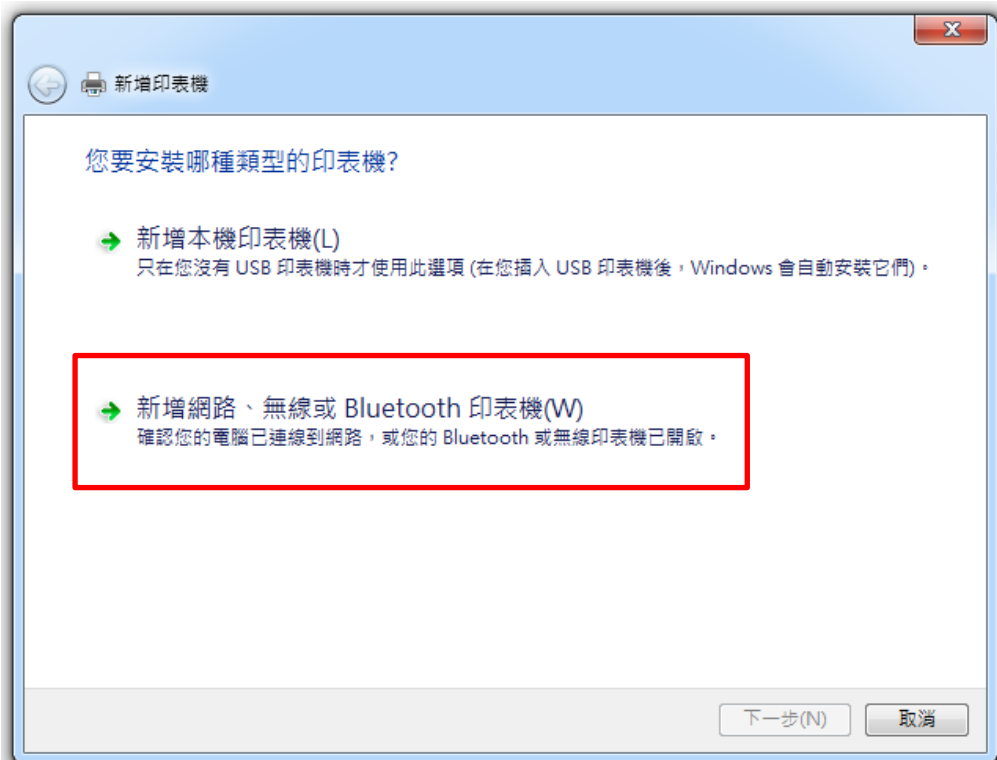 新增印表機
您要安裝哪種類型的印表機?
新增本機印表機(L)
只在您沒有 USB 印表機時才使用此選項 (在您插入 USB 印表機後，Windows 會自動安裝它們)。
新增網路、無線或 Bluetooth 印表機(W)
確認您的電腦已連線到網路，或您的 Bluetooth 或無線印表機已開啟。
下一步(N) 取消